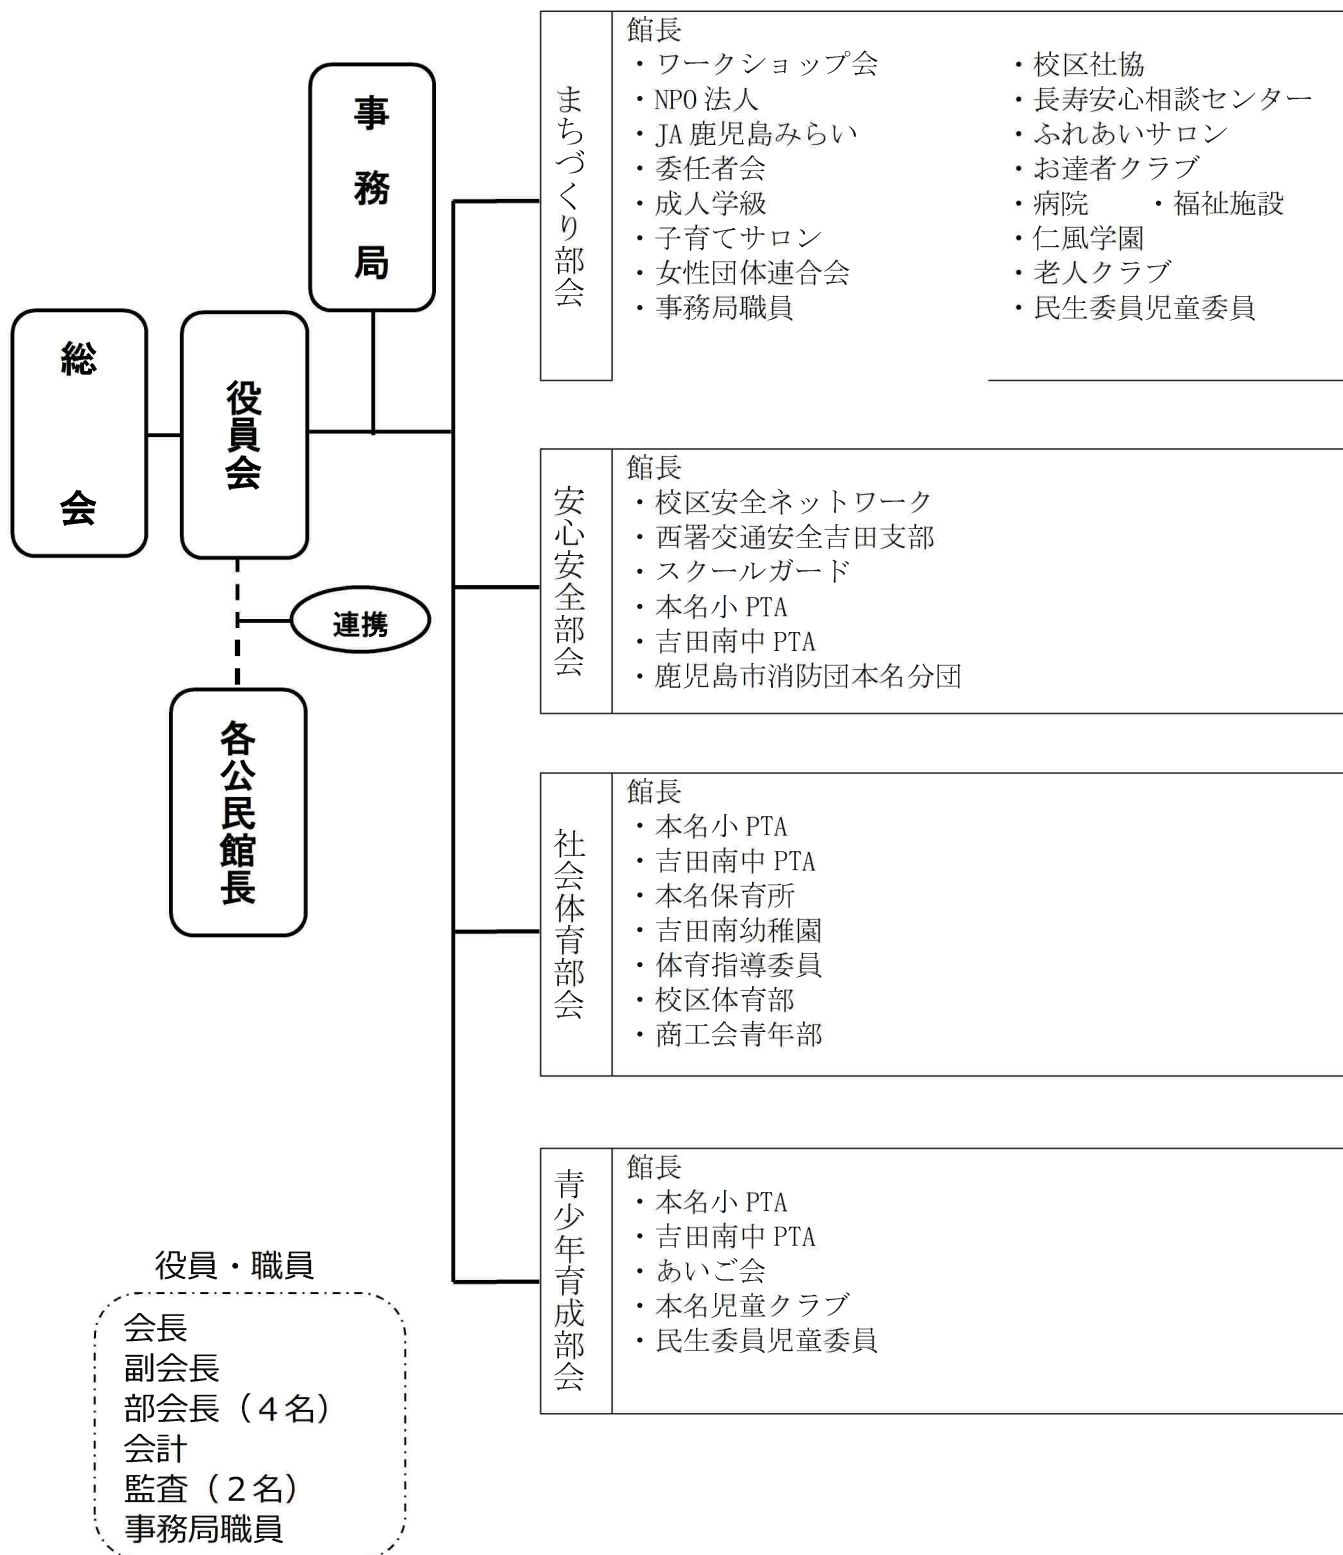 総会
役員会
事務局
連携
各公民館長
まちづくり部会
館長
・ワークショップ会
・NPO 法人
・JA 鹿児島みらい
・委任者会
・成人学級
・子育てサロン
・女性団体連合会
・事務局職員
・校区社協
・長寿安心相談センター
・ふれあいサロン
・お達者クラブ
・病院　・福祉施設
・仁風学園
・老人クラブ
・民生委員児童委員
安心安全部会
館長
・校区安全ネットワーク
・西署交通安全吉田支部
・スクールガード
・本名小 PTA
・吉田南中 PTA
・鹿児島市消防団本名分団
社会体育部会
館長
・本名小 PTA
・吉田南中 PTA
・本名保育所
・吉田南幼稚園
・体育指導委員
・校区体育部
・商工会青年部
青少年育成部会
館長
・本名小 PTA
・吉田南中 PTA
・あいご会
・本名児童クラブ
・民生委員児童委員
役員・職員
会長
副会長
部会長（４名）
会計
監査（２名）
事務局職員